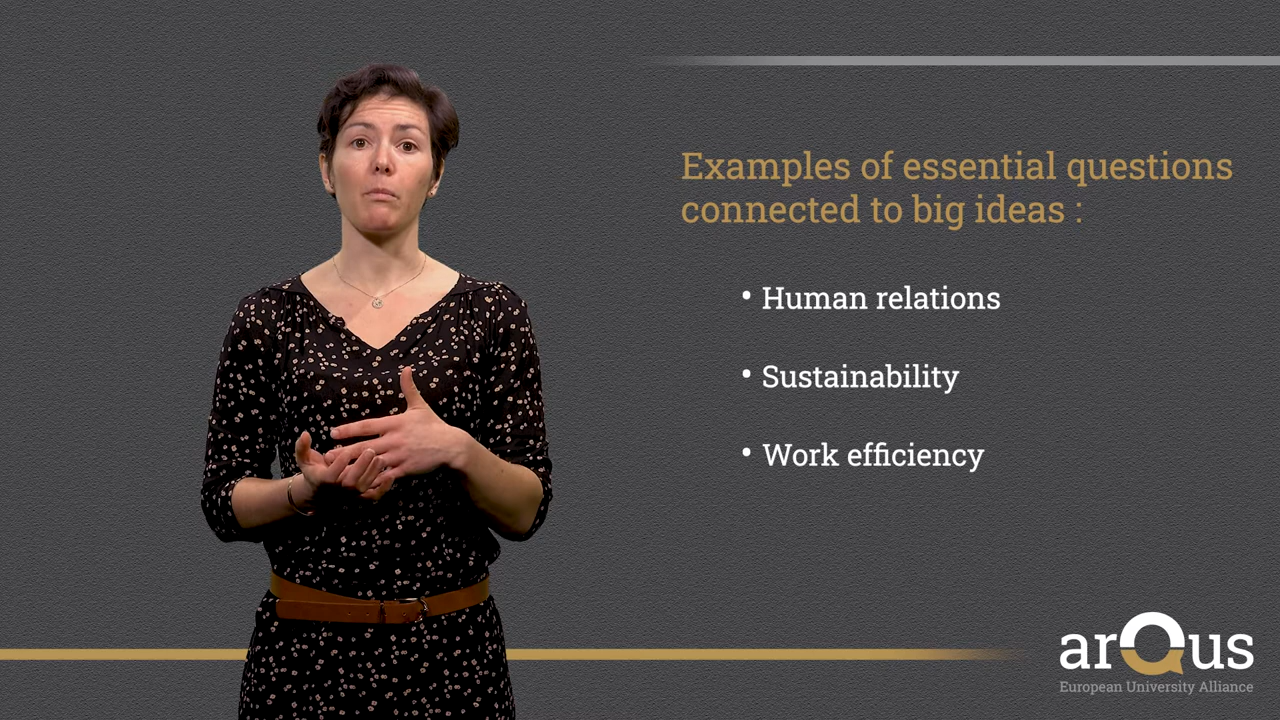 Examples of essential questions
connected to big ideas :
• Human relations
• Sustainability
• Work efficiency
arQus
European University Alliance